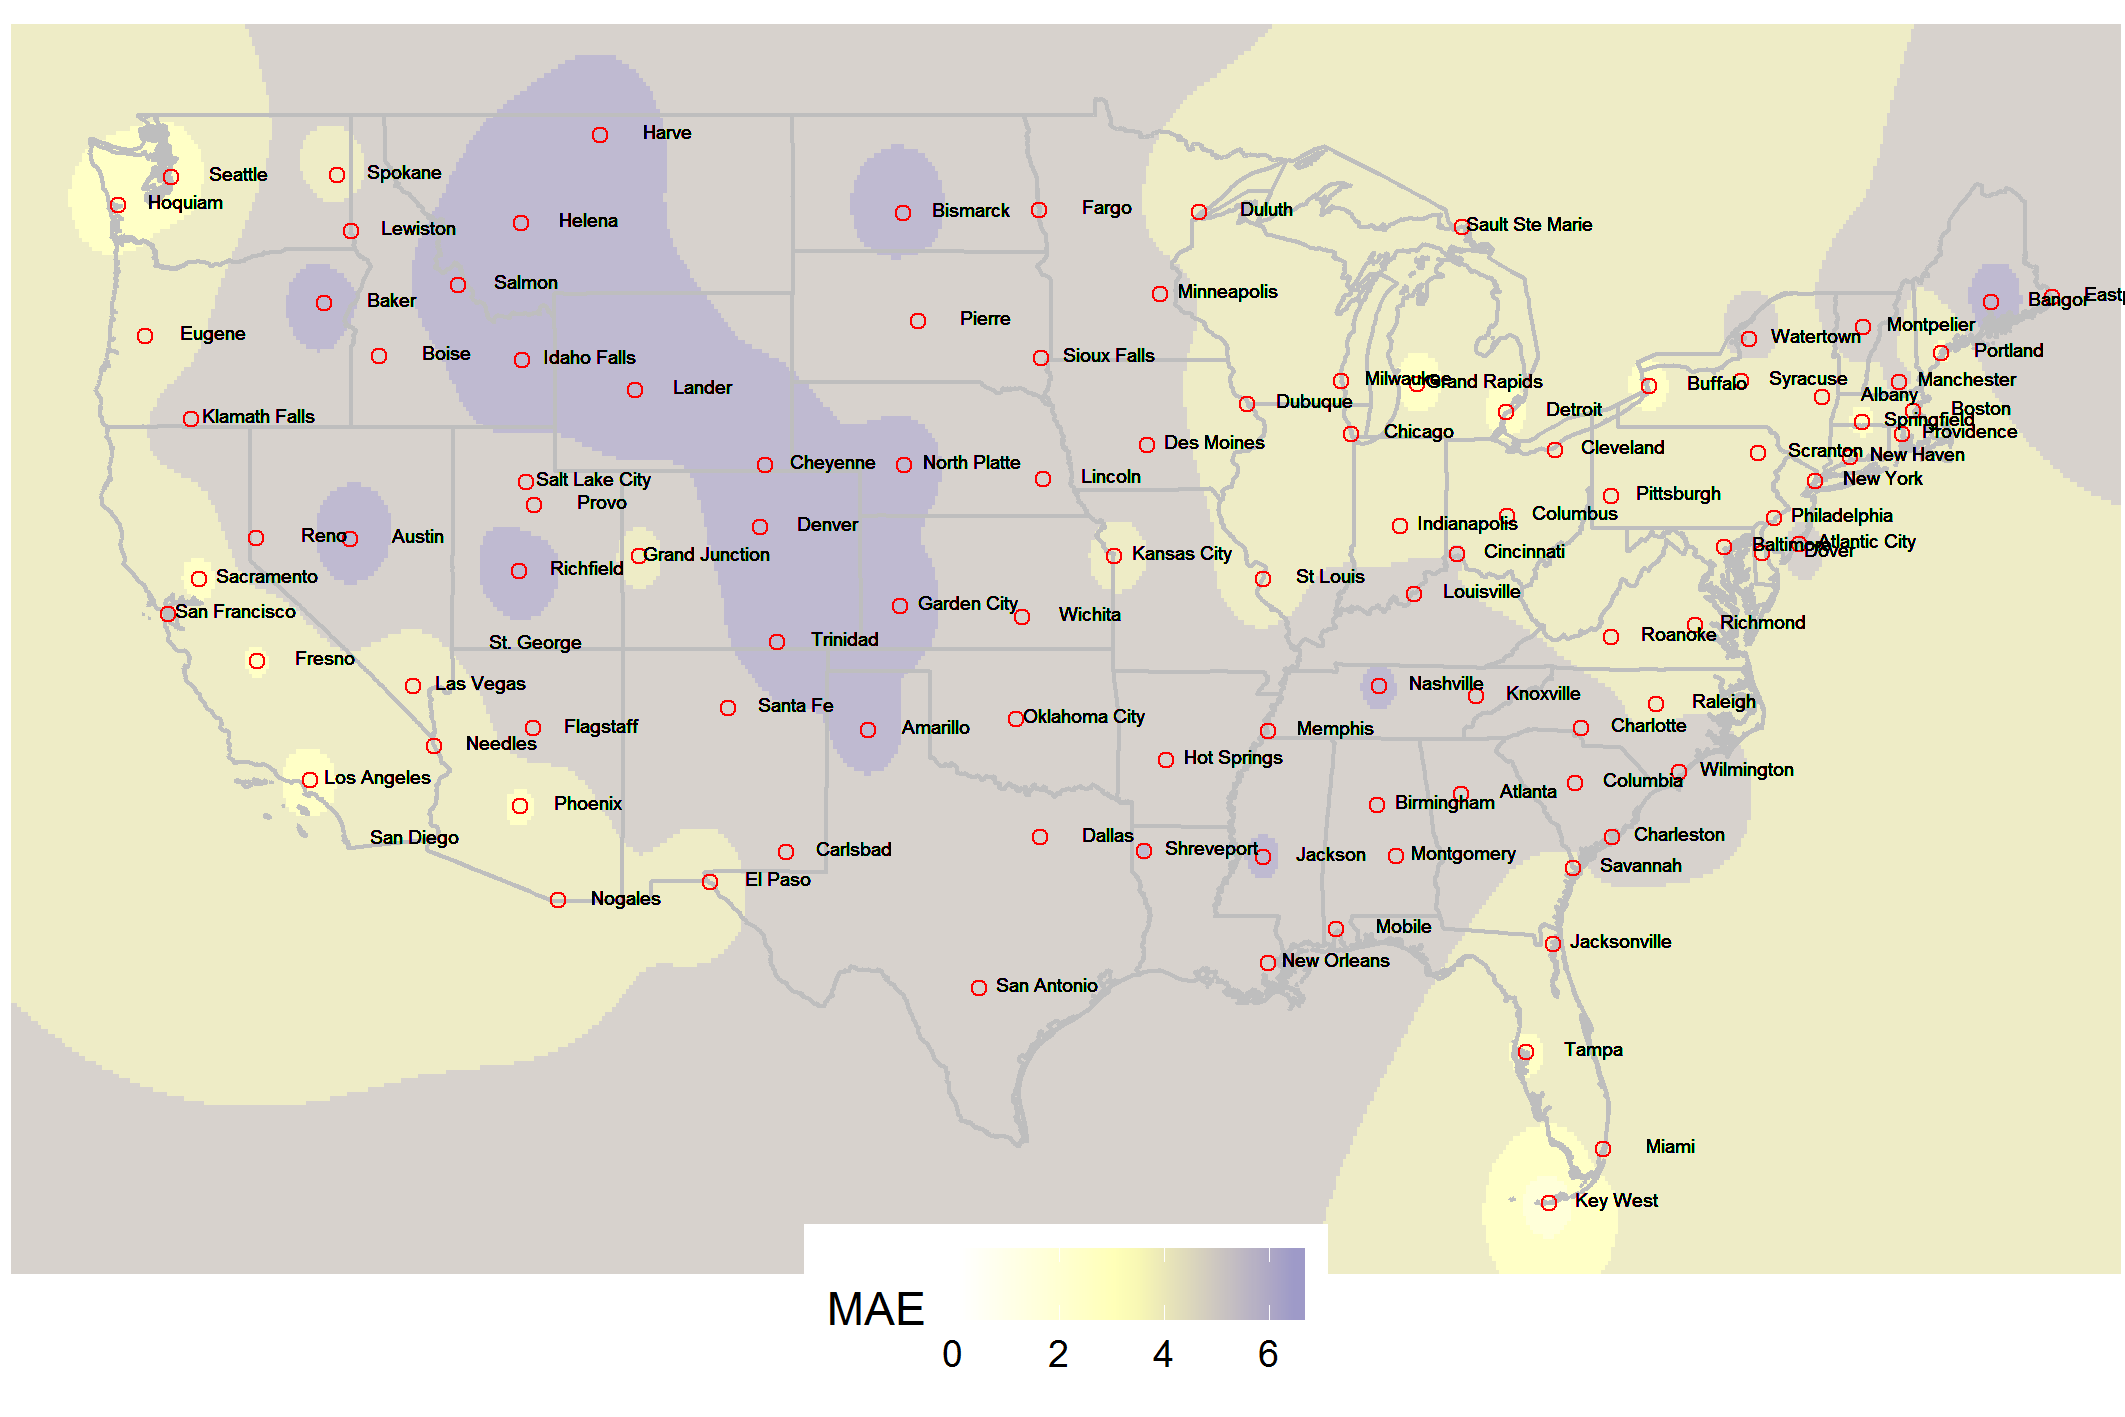 Harve
Seattle
Spokane
Hoquiam
Helena
Bismarck
Fargo
Duluth
Sault Ste Marie
Lewiston
Salmon
Minneapolis
Baker
Bangor
Eastp
Eugene
Boise
Idaho Falls
Pierre
Sioux Falls
Watertown
Montpelier
Portland
Lander
Milwaukee
Grand Rapids
Buffalo
Syracuse
Manchester
Klamath Falls
Dubuque
Detroit
Albany
Boston
Chicago
Springfield
Providence
Cheyenne
North Platte
Des Moines
Cleveland
Scranton
New Haven
Salt Lake City
Provo
Lincoln
Pittsburgh
New York
Reno
Austin
Denver
Indianapolis
Columbus
Philadelphia
Grand Junction
Kansas City
Cincinnati
Baltimore
Atlantic City
Dover
Sacramento
Richfield
St Louis
Louisville
San Francisco
Garden City
Wichita
Richmond
St. George
Trinidad
Roanoke
Fresno
Las Vegas
Nashville
Knoxville
Santa Fe
Raleigh
Needles
Flagstaff
Amarillo
Oklahoma City
Memphis
Charlotte
Los Angeles
Hot Springs
Columbia
Wilmington
Phoenix
Birmingham
Atlanta
San Diego
Carlsbad
Dallas
Shreveport
Jackson
Montgomery
Charleston
El Paso
Savannah
Nogales
Mobile
Jacksonville
New Orleans
San Antonio
Tampa
Miami
Key West
MAE
0 2 4 6